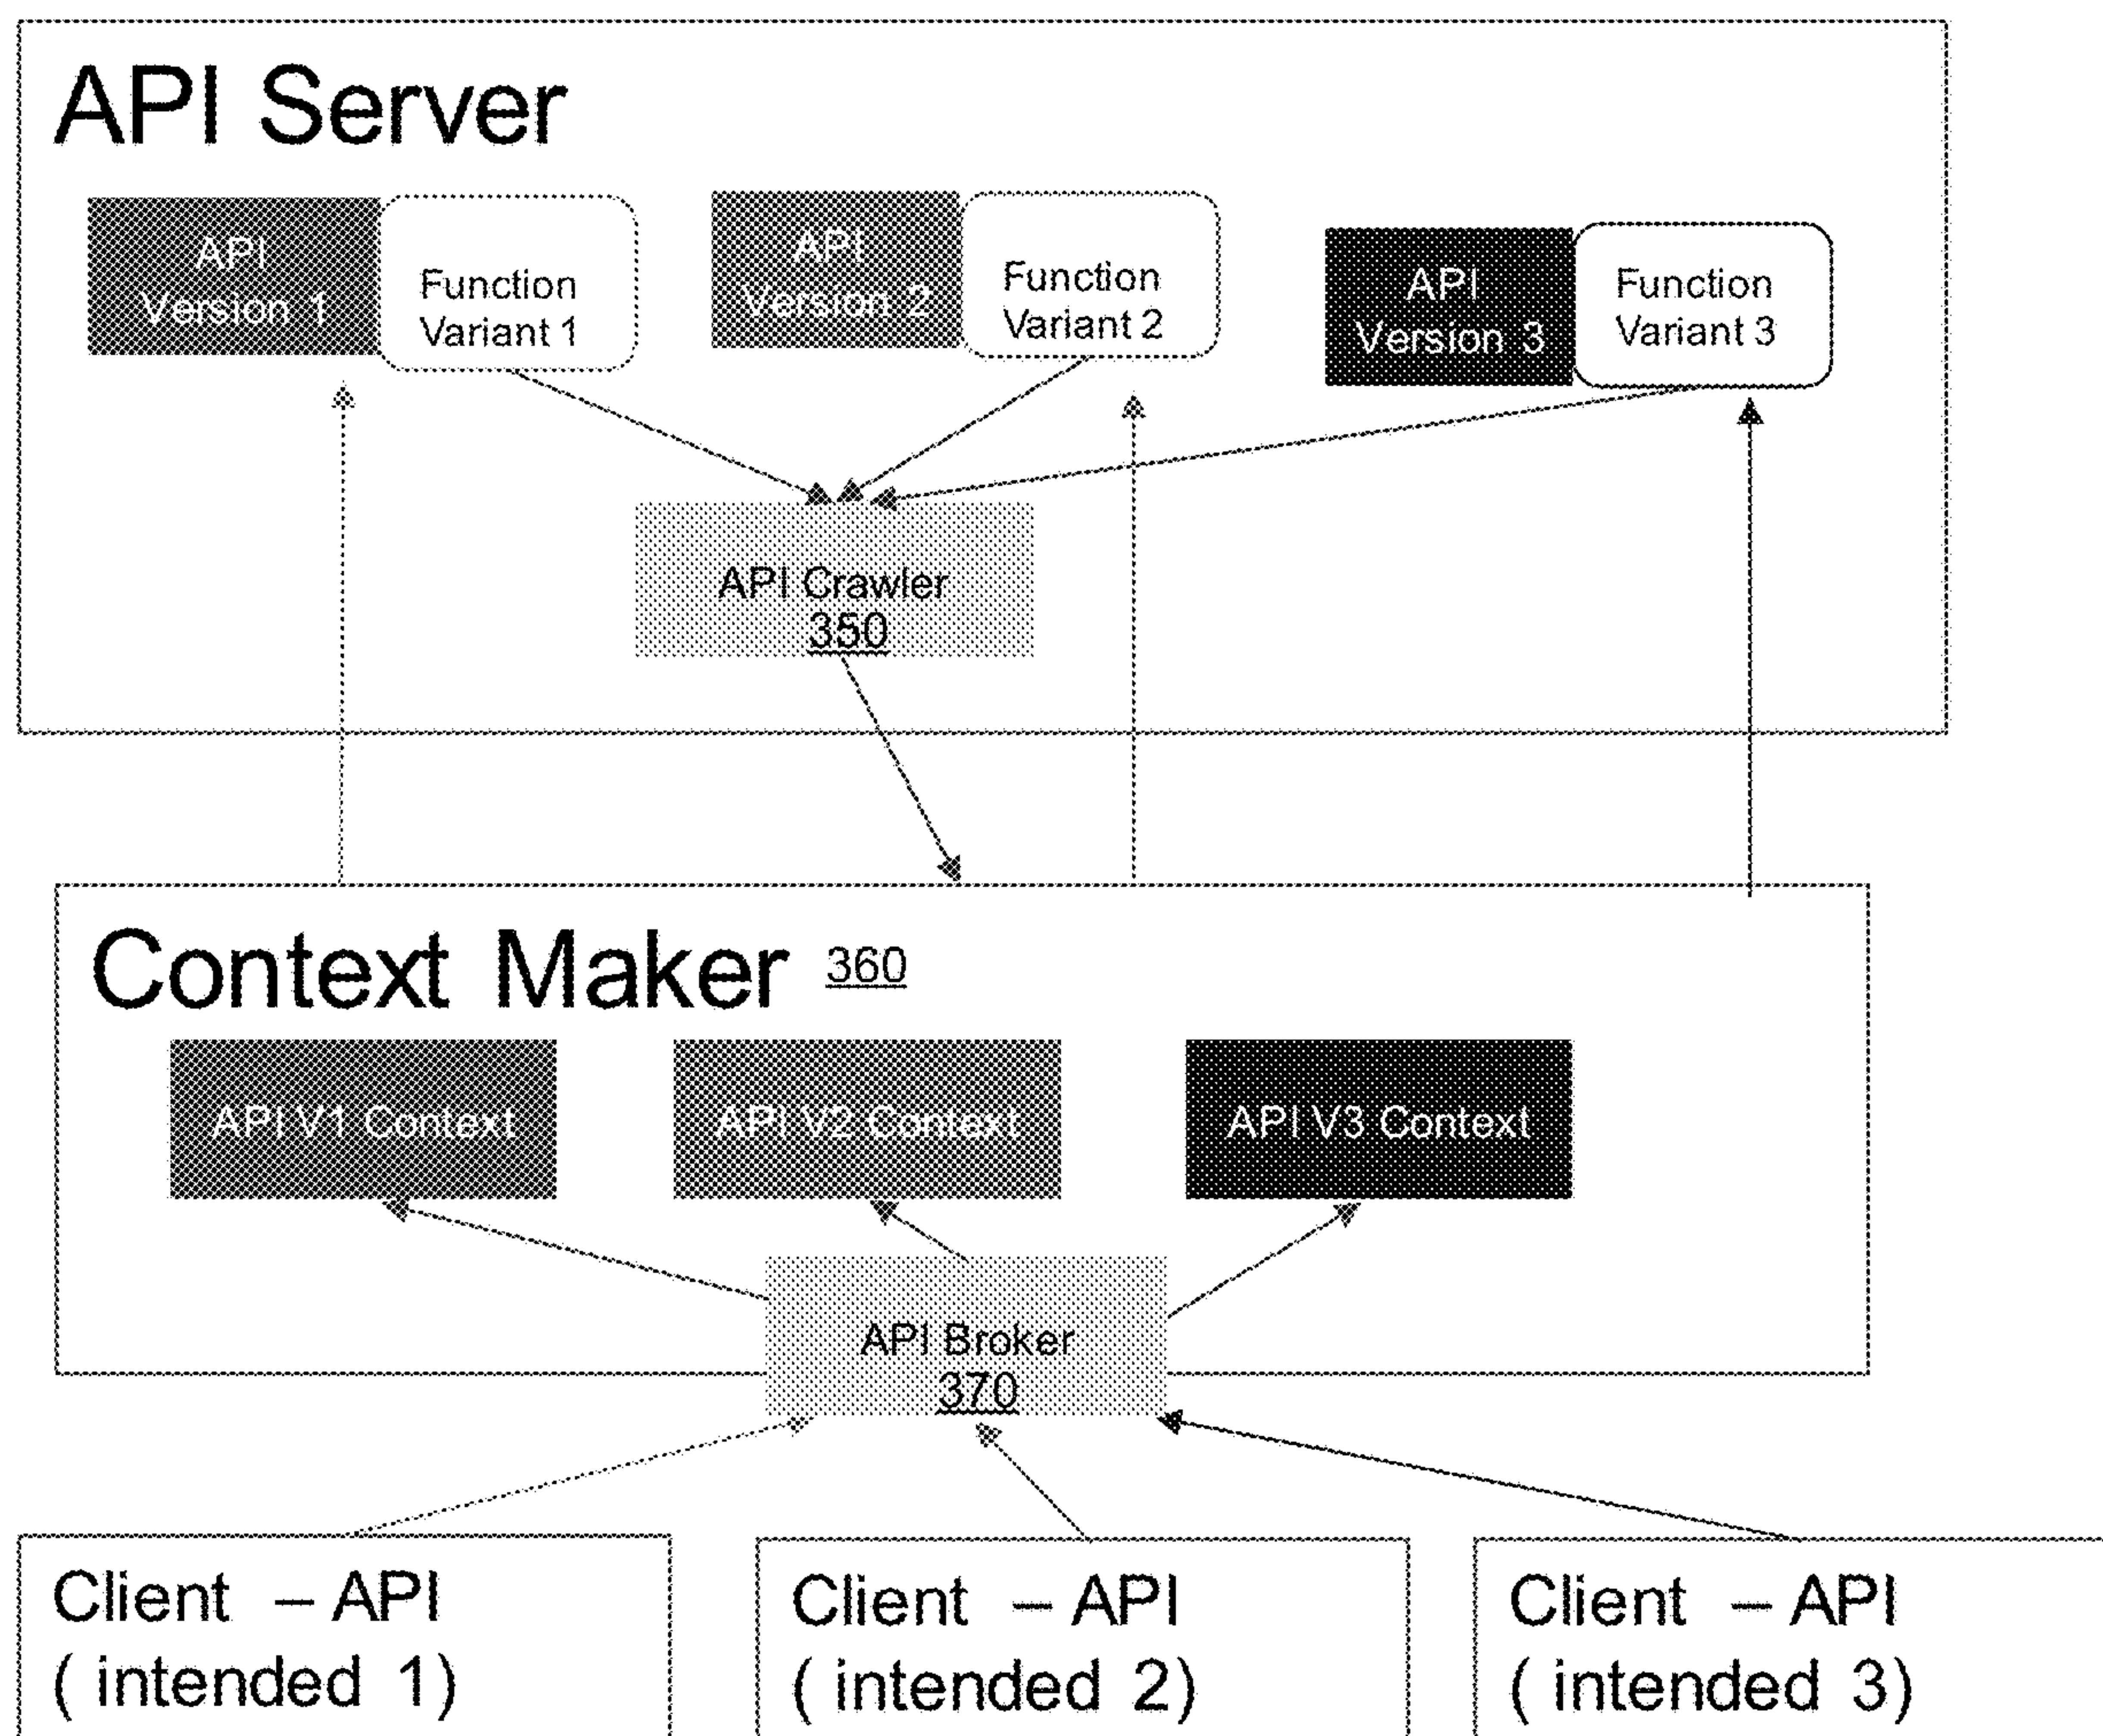 API Server
API
Version 1
Function
Variant 1
API
Version 2
Function
Variant 2
API
Version 3
Function
Variant 3
API Crawler
350
Context Maker 360
API V1 Context
API V2 Context
API V3 Context
API Broker
370
Client – API
( intended 1)
Client – API
( intended 2)
Client – API
( intended 3)